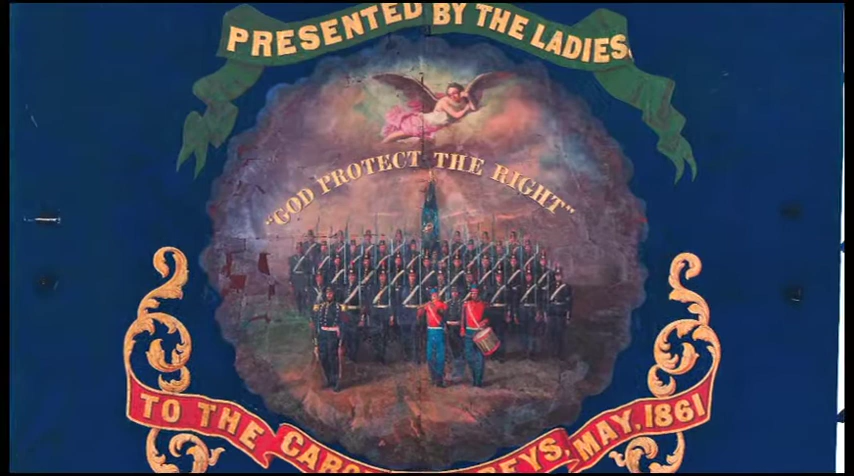 PRESENTED BY THE LADIES.
"GOD PROTECT THE RIGHT"
TO THE MAY, 1861